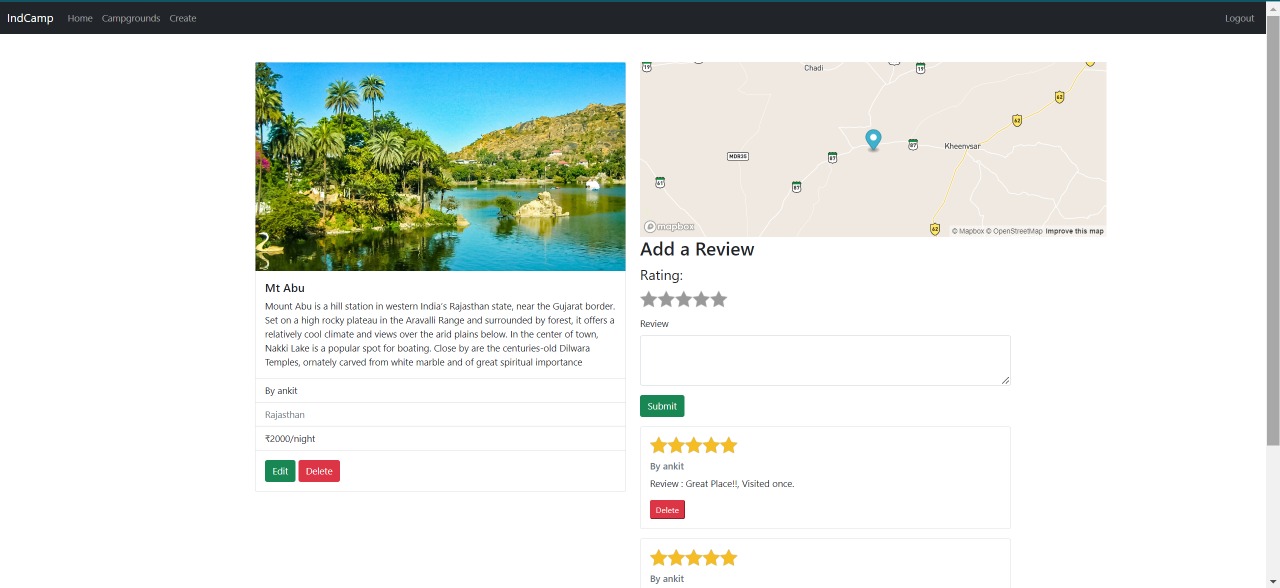 IndCamp Home Campgrounds Create Logout
Mt Abu
Mount Abu is a hill station in western India's Rajasthan state, near the Gujarat border.
Set on a high rocky plateau in the Aravalli Range and surrounded by forest, it offers a
relatively cool climate and views over the arid plains below. In the center of town,
Nakki Lake is a popular spot for boating. Close by are the centuries-old Dilwara
Temples, ornately carved from white marble and of great spiritual importance
By ankit
Rajasthan
₹2000/night
Edit Delete
19 Chadi 19
62
62
87 Kheenvsar
MDR35 87
61 87
mapbox 62 © Mapbox © OpenStreetMap Improve this map
Add a Review
Rating:
Review
Submit
By ankit
Review : Great Place!!, Visited once.
Delete
By ankit